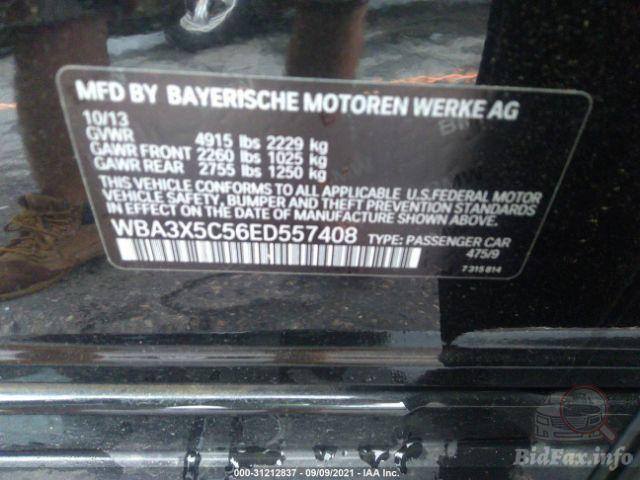 MFD BY BAYERISCHE MOTOREN WERKE AG
10/13
GVWR 4915 lbs 2229 kg
GAWR FRONT 2260 lbs 1025 kg
GAWR REAR 2755 lbs 1250 kg
THIS VEHICLE CONFORMS TO ALL APPLICABLE U.S.FEDERAL MOTOR
VEHICLE SAFETY, BUMPER AND THEFT PREVENTION STANDARDS
IN EFFECT ON THE DATE OF MANUFACTURE SHOWN ABOVE.
WBA3X5C56ED557408 TYPE: PASSENGER CAR
475/9
7315814
BidFax.info
000-31212837 - 09/09/2021 - IAA Inc.